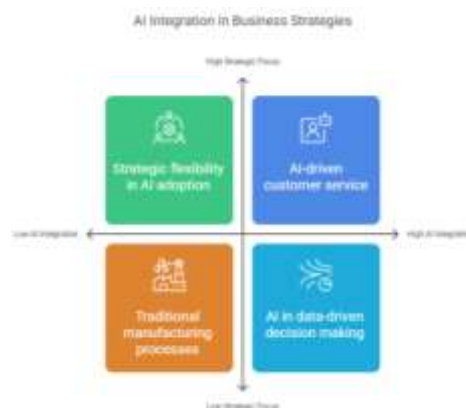 AI Integration in Business Strategies
High Strategic Focus
Strategic flexibility
in AI adoption
AI-driven
customer service
Low AI Integration
High AI Integration
Traditional
manufacturing
processes
AI in data-driven
decision making
Low Strategic Focus